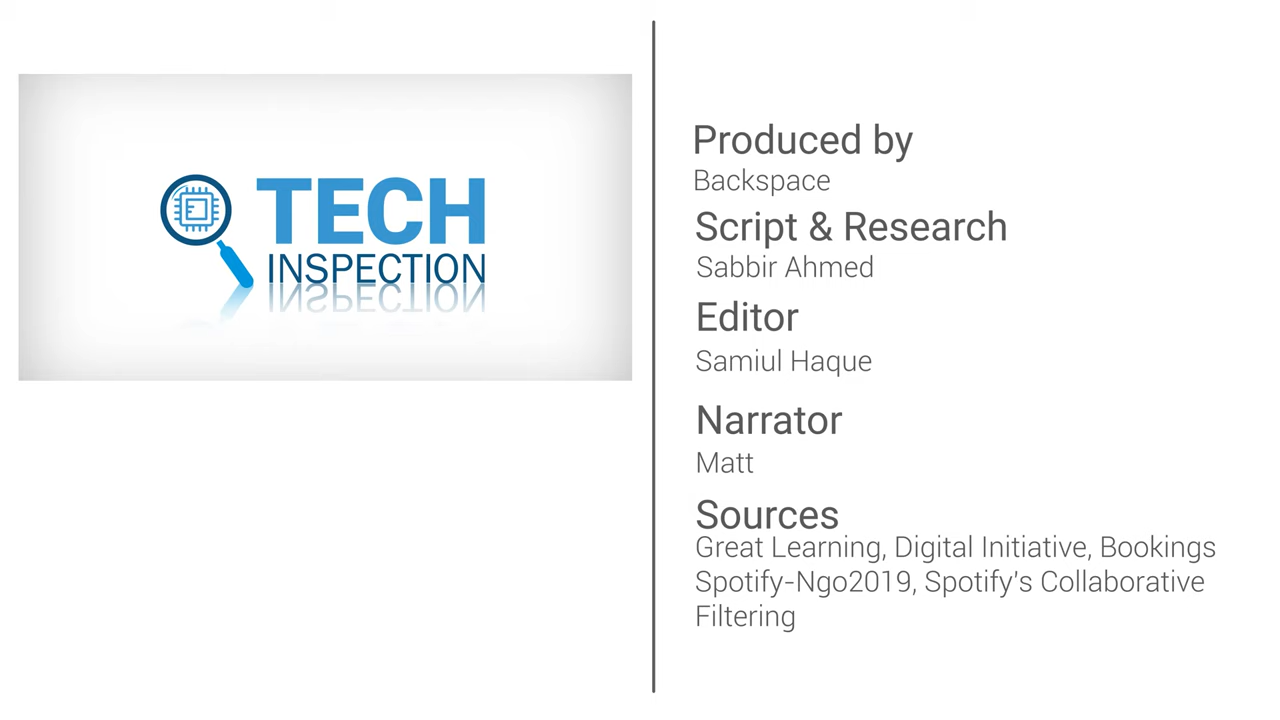 TECH
INSPECTION
Produced by
Backspace
Script & Research
Sabbir Ahmed
Editor
Samiul Haque
Narrator
Matt
Sources
Great Learning, Digital Initiative, Bookings
Spotify-Ngo2019, Spotify's Collaborative
Filtering